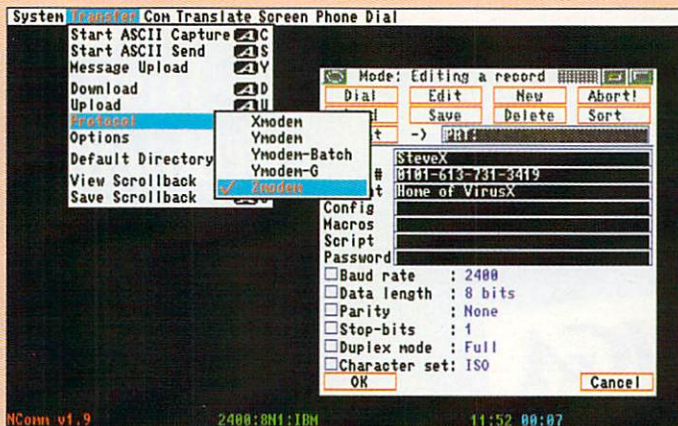 System Transfer Com Translate Screen Phone Dial
Start ASCII Capture A C
Start ASCII Send A S
Message Upload A Y
Download A D
Upload A U
Protocol
Options
Default Directory
View Scrollback
Save Scrollback
Xmodem
Ymodem
Ymodem-Batch
Ymodem-G
✓ Zmodem
Mode: Editing a record
Dial Edit New Abort!
Save Delete Sort
-> PRT:
SteveX
# 0101-613-731-3419
Home of VirusX
Config
Macros
Script
Password
Baud rate : 2400
Data length : 8 bits
Parity : None
Stop-bits : 1
Duplex mode : Full
Character set: ISO
OK Cancel
NComm v1.9 2400:8N1:IBM 11:52 00:07